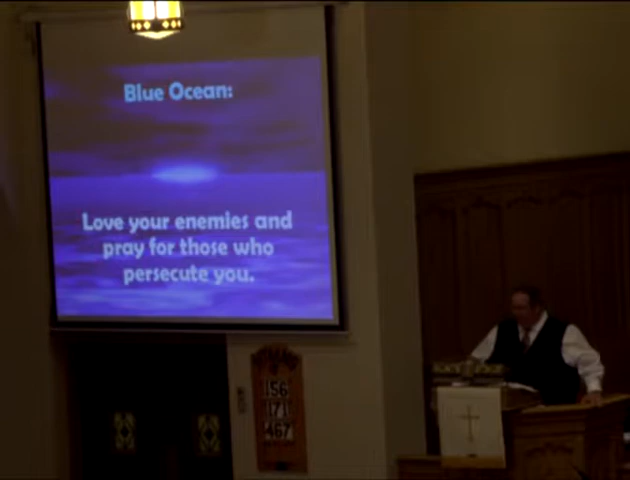 Blue Ocean:
Love your enemies and
pray for those who
persecute you.
156
171
467